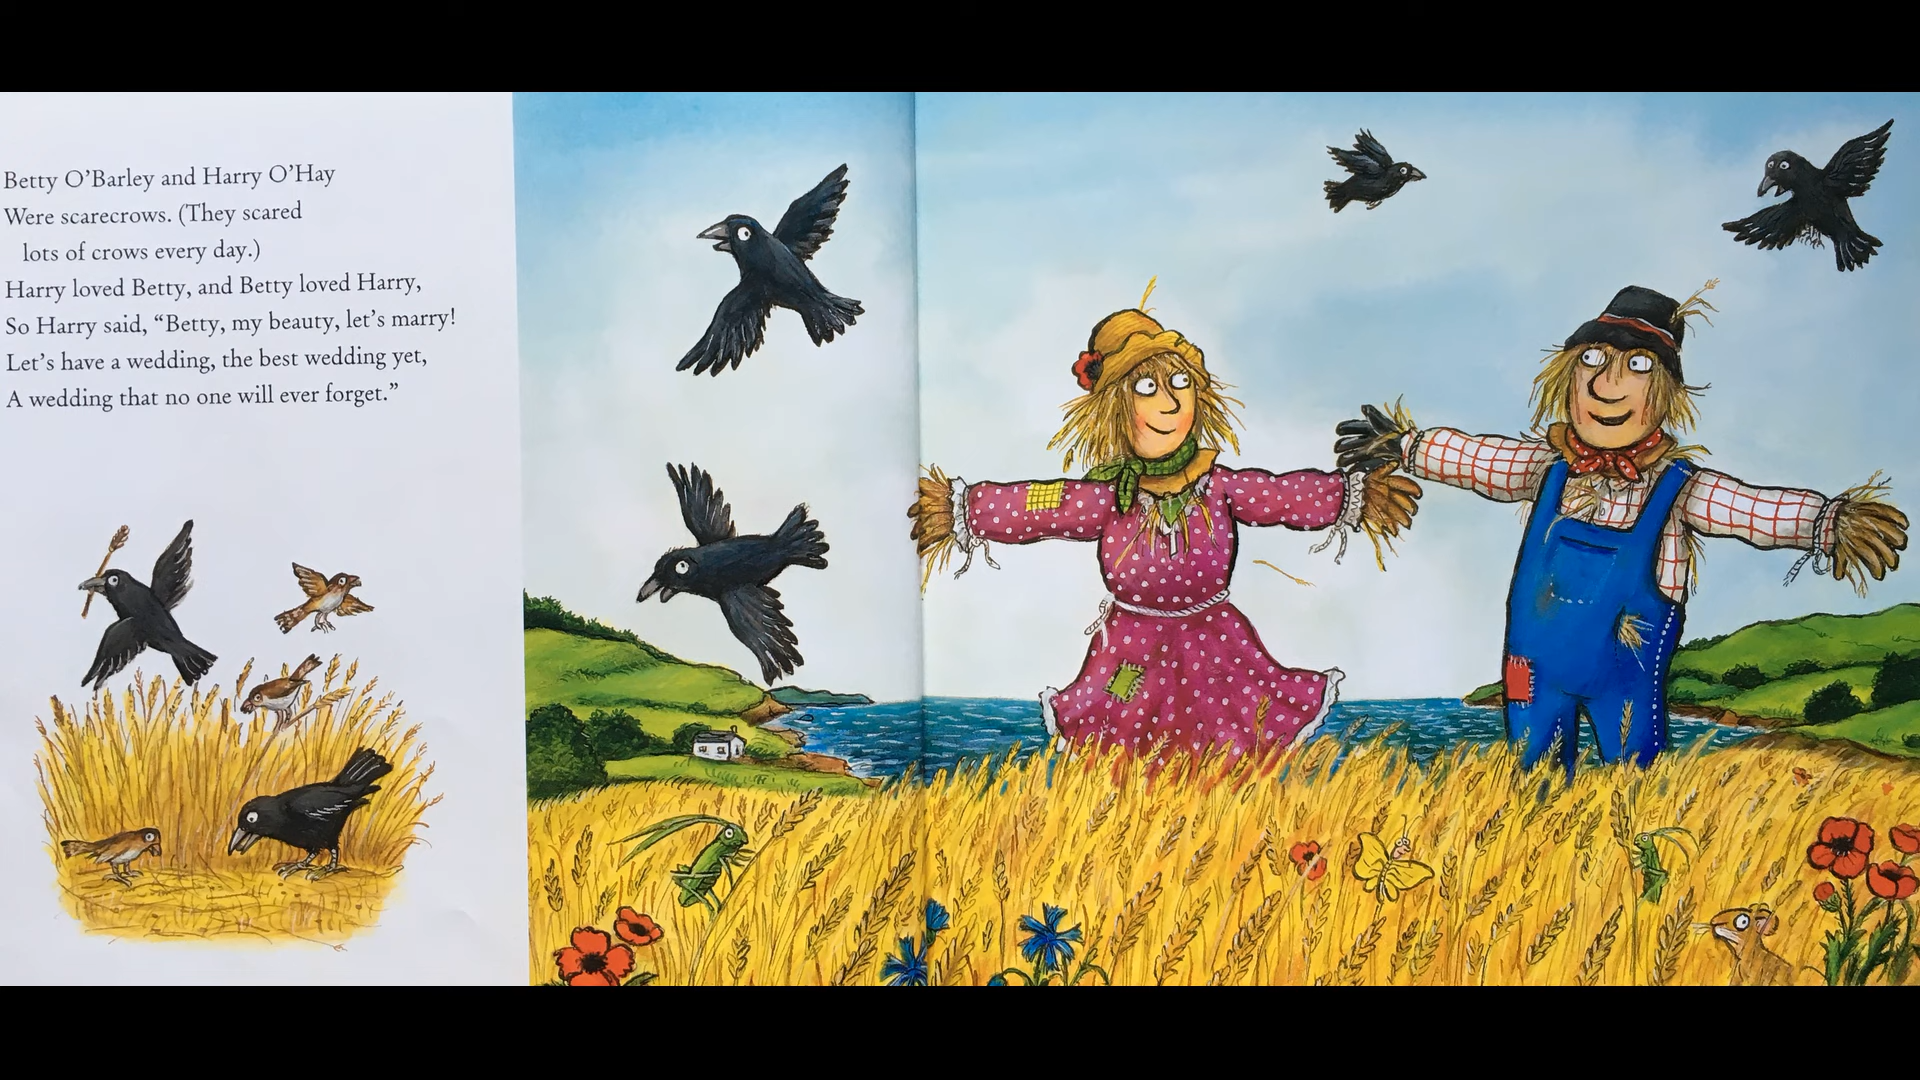 Betty O’Barley and Harry O’Hay
Were scarecrows. (They scared
lots of crows every day.)
Harry loved Betty, and Betty loved Harry,
So Harry said, “Betty, my beauty, let’s marry!
Let’s have a wedding, the best wedding yet,
A wedding that no one will ever forget.”